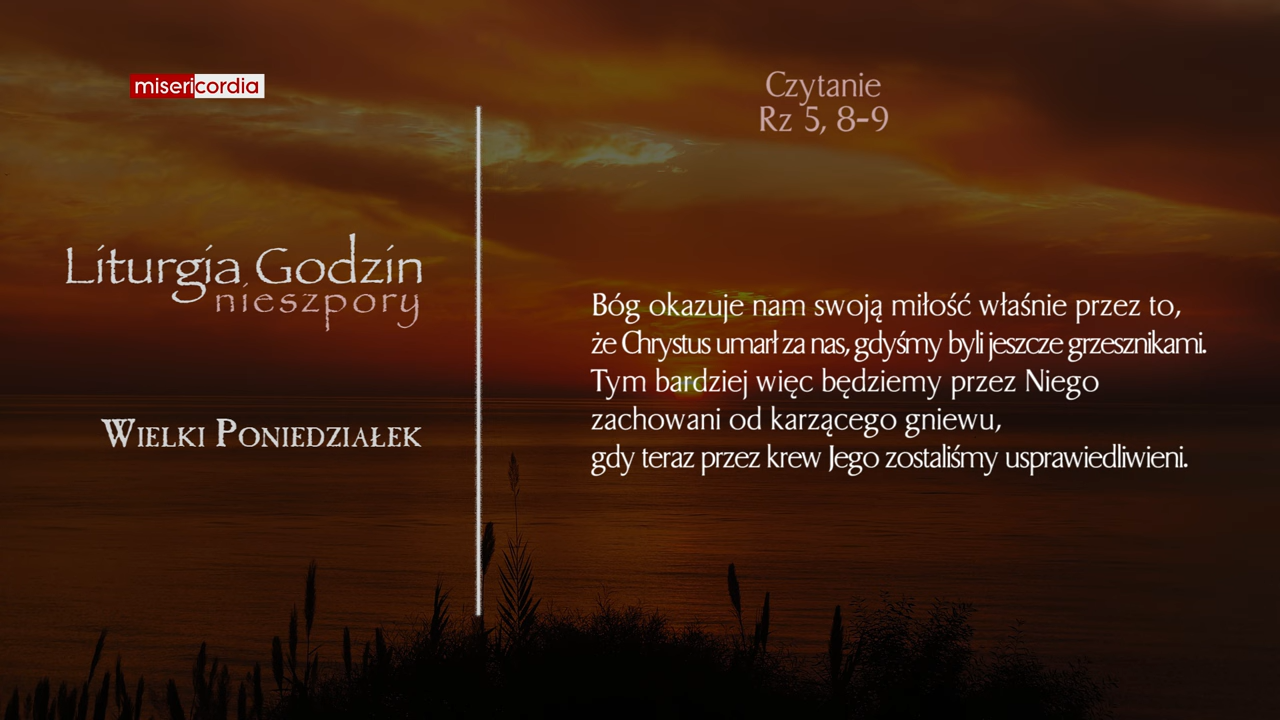 misericordia
Liturgia Godzin
nieszpory
Wielki Poniedziałek
Czytanie
Rz 5, 8-9
Bóg okazuje nam swoją miłość właśnie przez to,
że Chrystus umarł za nas, gdyśmy byli jeszcze grzesznikami.
Tym bardziej więc będziemy przez Niego
zachowani od karzącego gniewu,
gdy teraz przez krew Jego zostaliśmy usprawiedliwieni.